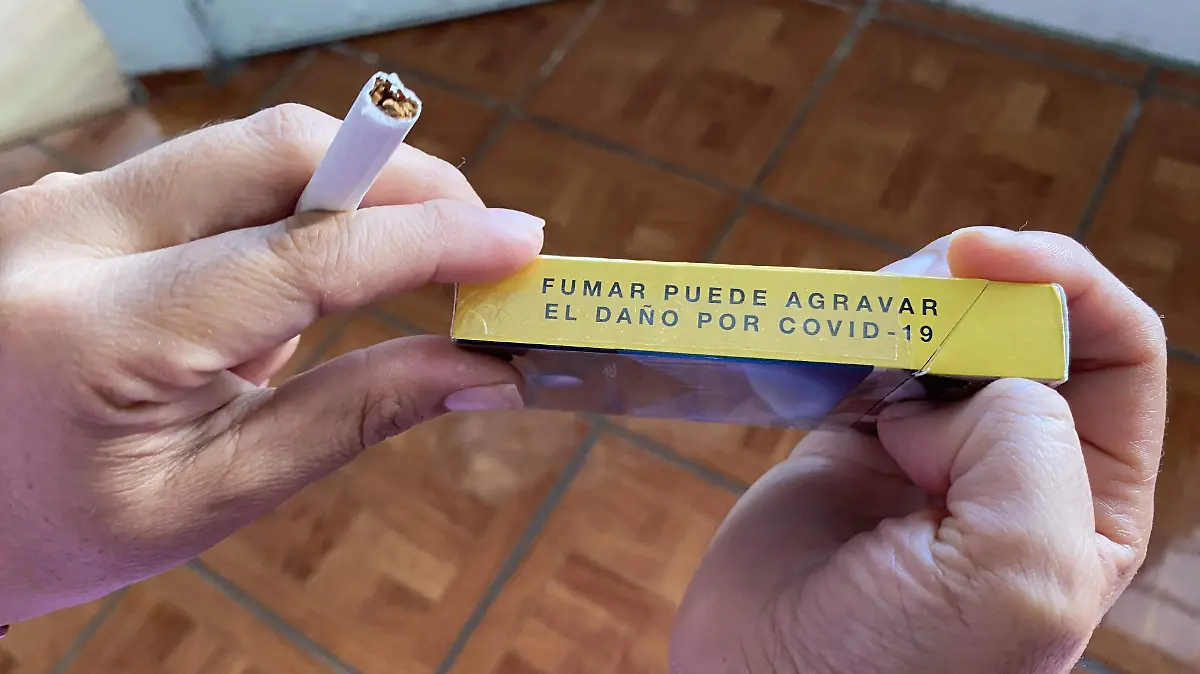 FUMAR PUEDE AGRAVAR
EL DAÑO POR COVID-19